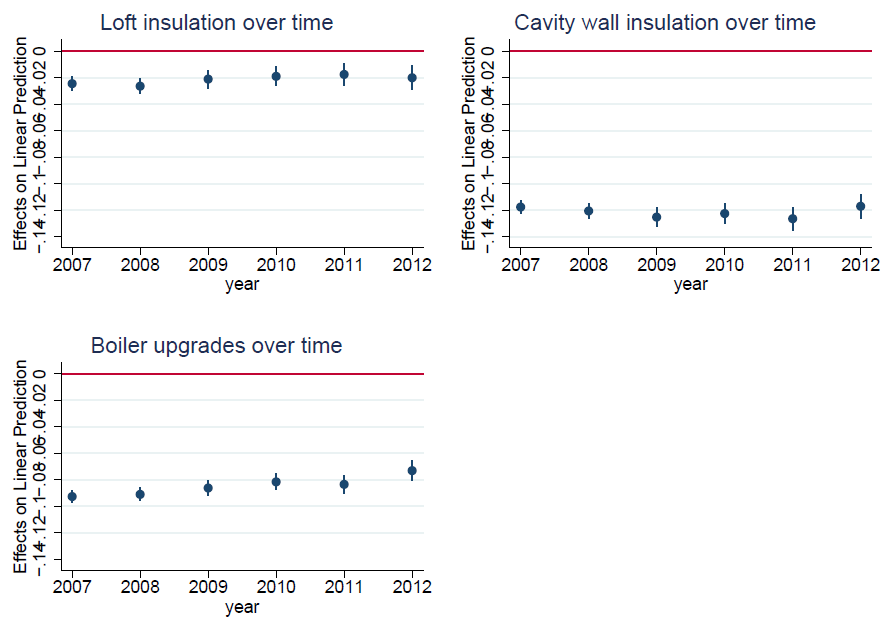 Loft insulation over time
Effects on Linear Prediction
-.14-.12-.1-.08-.06-.04-.02 0
2007 2008 2009 2010 2011 2012
year
Cavity wall insulation over time
Effects on Linear Prediction
-.14-.12-.1-.08-.06-.04-.02 0
2007 2008 2009 2010 2011 2012
year
Boiler upgrades over time
Effects on Linear Prediction
-.14-.12-.1-.08-.06-.04-.02 0
2007 2008 2009 2010 2011 2012
year